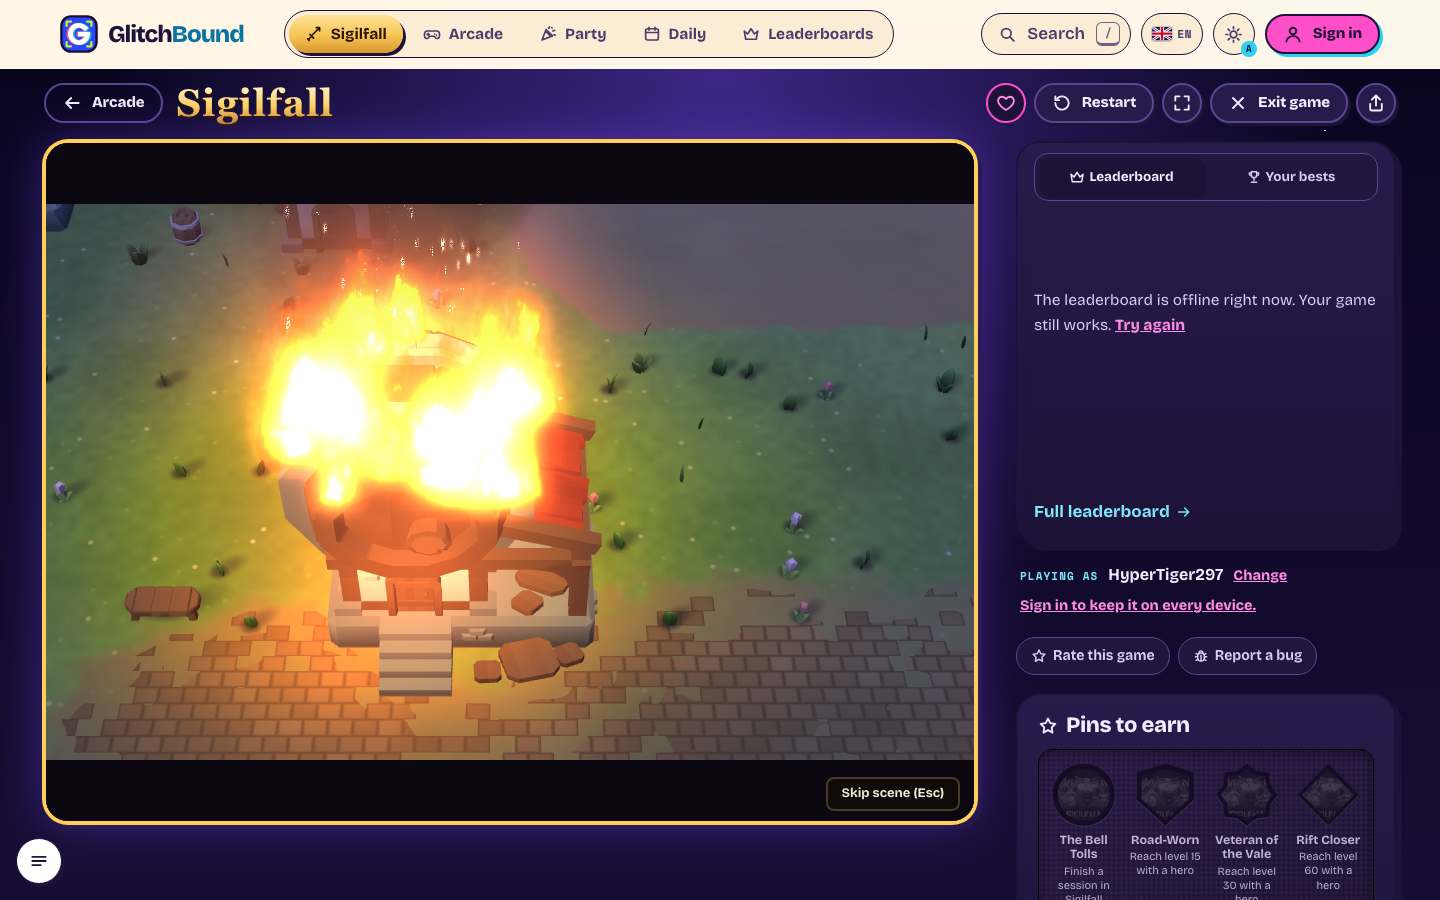 GlitchBound
Sigilfall
Arcade
Party
Daily
Leaderboards
Search /
EN
A
Sign in
Arcade
Sigilfall
Restart
Exit game
Leaderboard
Your bests
The leaderboard is offline right now. Your game
still works. Try again
Full leaderboard →
PLAYING AS HyperTiger297 Change
Sign in to keep it on every device.
Rate this game
Report a bug
Skip scene (Esc)
Pins to earn
The Bell
Tolls
Finish a
session in
Sigilfall
Road-Worn
Reach level 15
with a hero
Veteran of
the Vale
Reach level
30 with a
hero
Rift Closer
Reach level
60 with a
hero